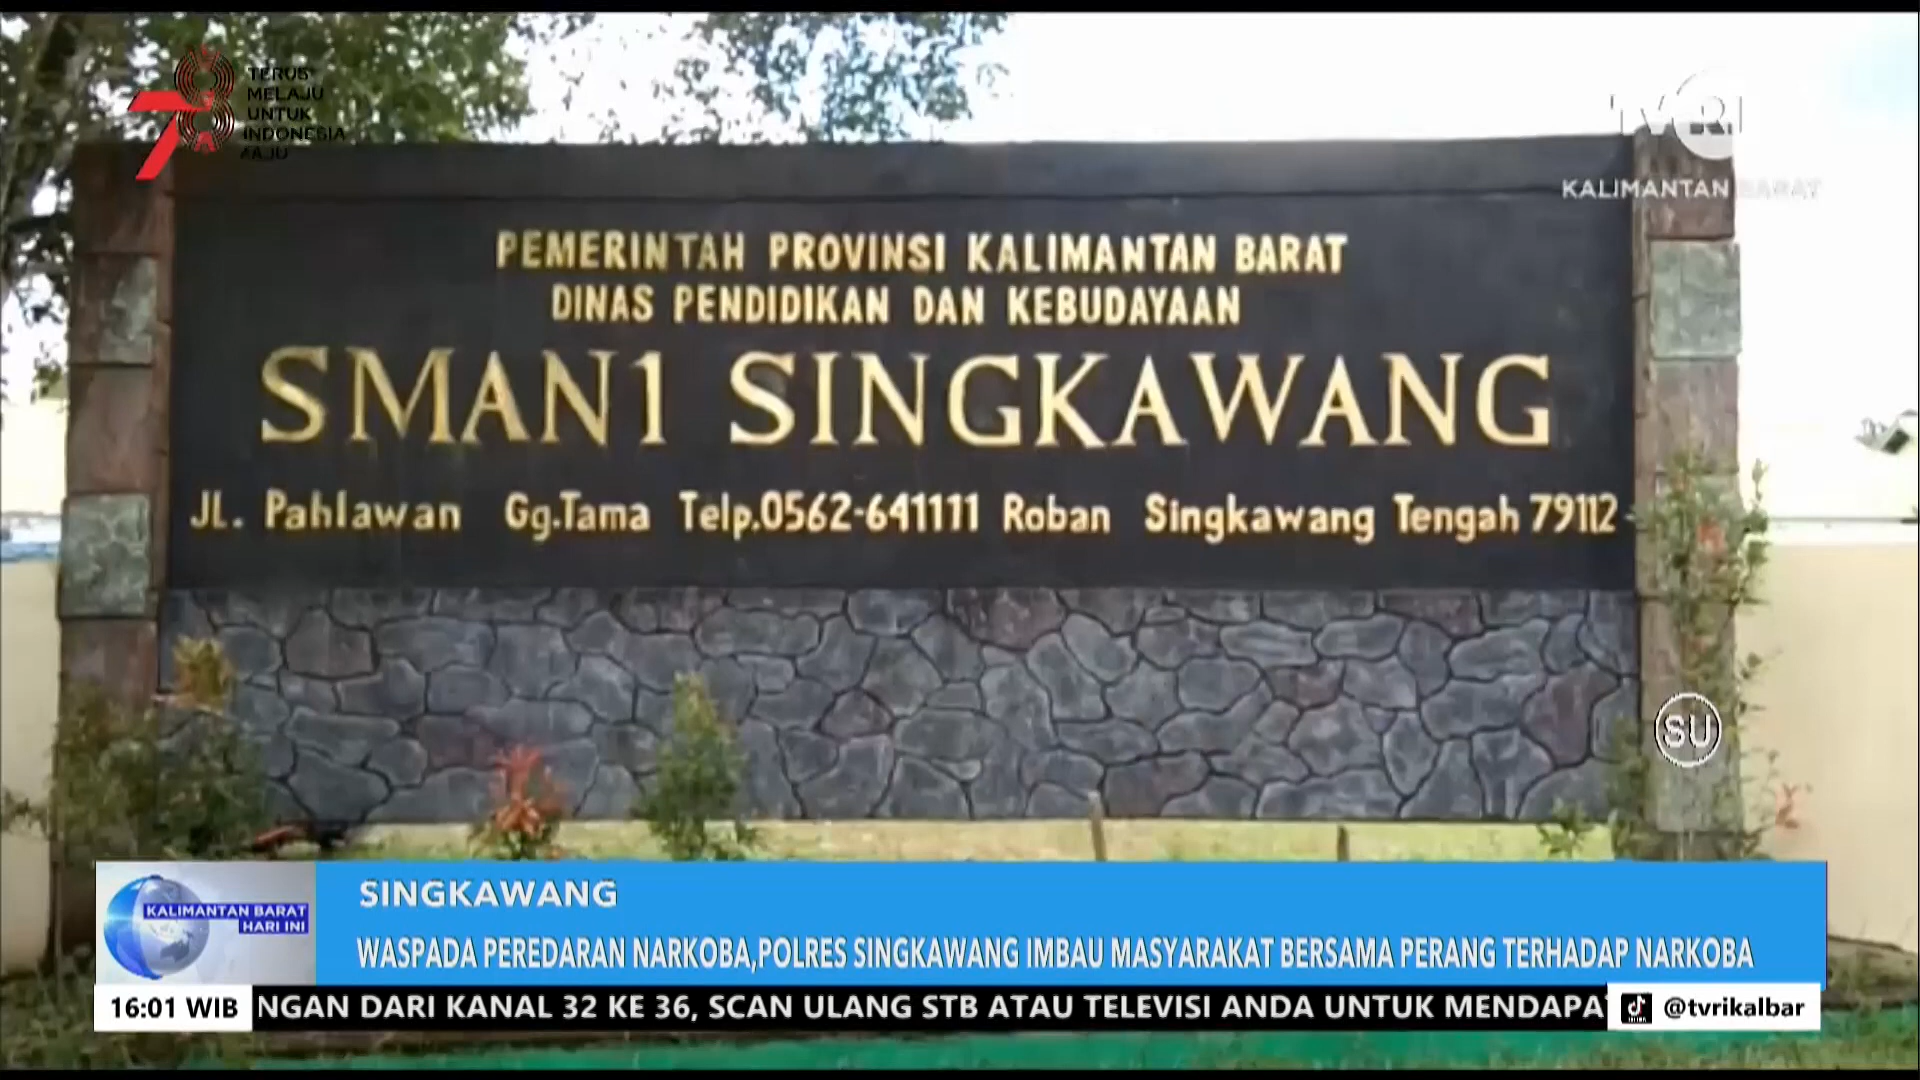 TERUS
MELAJU
UNTUK
INDONESIA
MAJU
TVRI
KALIMANTAN BARAT
PEMERINTAH PROVINSI KALIMANTAN BARAT
DINAS PENDIDIKAN DAN KEBUDAYAAN
SMAN1 SINGKAWANG
JL. Pahlawan Gg.Tama Telp.0562-641111 Roban Singkawang Tengah 79112
SU
KALIMANTAN BARAT
HARI INI
SINGKAWANG
WASPADA PEREDARAN NARKOBA,POLRES SINGKAWANG IMBAU MASYARAKAT BERSAMA PERANG TERHADAP NARKOBA
16:01 WIB
NGAN DARI KANAL 32 KE 36, SCAN ULANG STB ATAU TELEVISI ANDA UNTUK MENDAPAT
@tvrikalbar